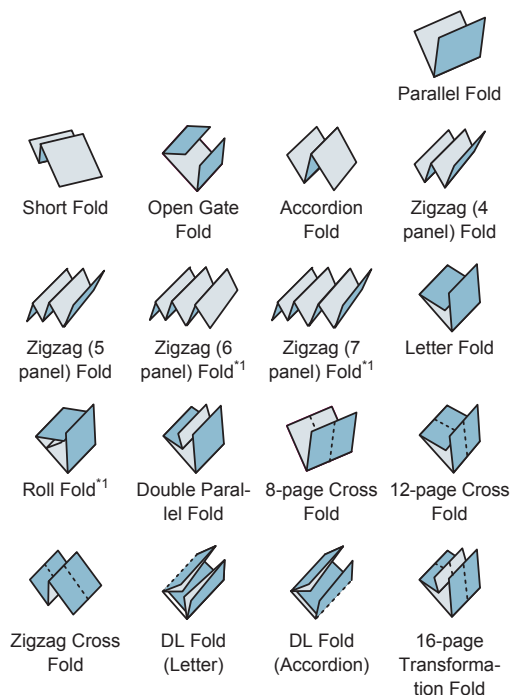 Parallel Fold
Short Fold
Open Gate
Fold
Accordion
Fold
Zigzag (4
panel) Fold
Zigzag (5
panel) Fold
Zigzag (6
panel) Fold*1
Zigzag (7
panel) Fold*1
Letter Fold
Roll Fold*1
Double Paral-
lel Fold
8-page Cross
Fold
12-page Cross
Fold
Zigzag Cross
Fold
DL Fold
(Letter)
DL Fold
(Accordion)
16-page
Transforma-
tion Fold